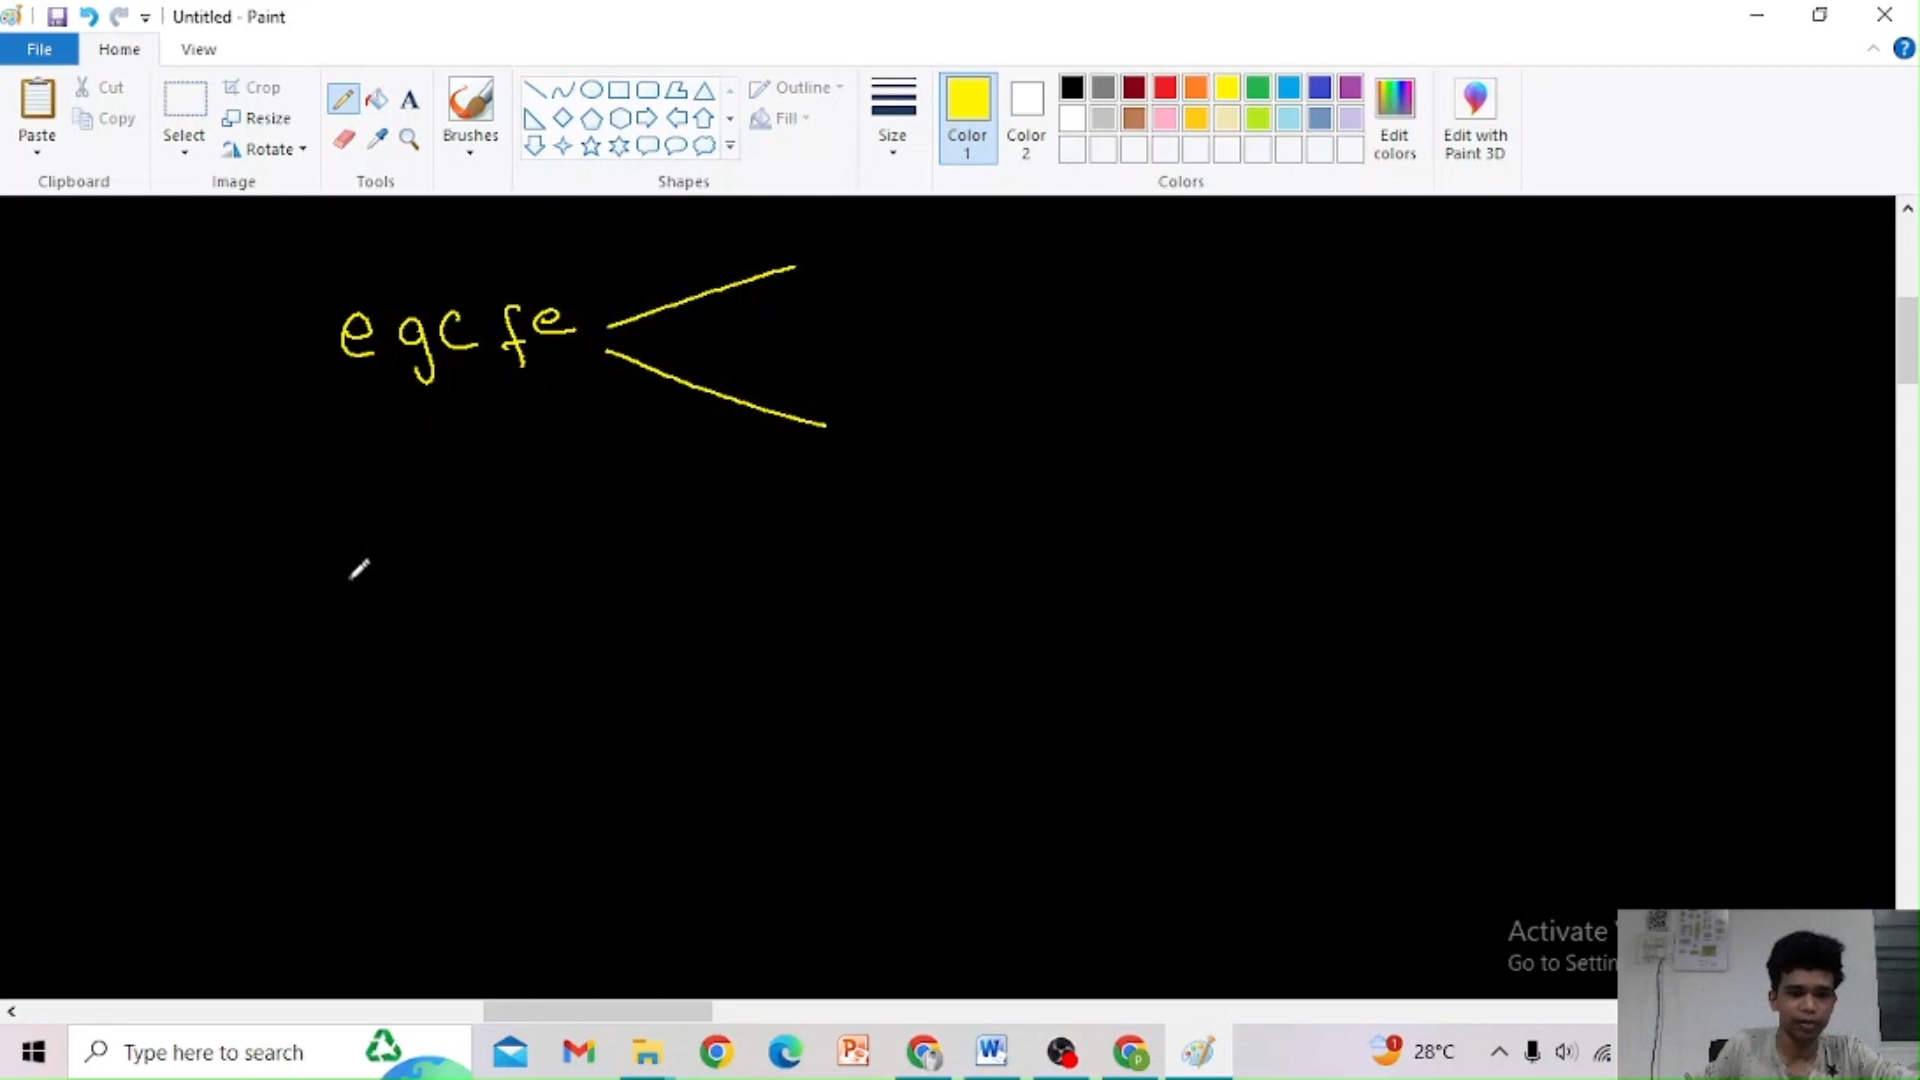 Untitled - Paint
File Home View
Paste Cut Copy Clipboard
Select Crop Resize Rotate Image
Tools
Brushes
Shapes
Outline Fill
Size
Color 1 Color 2
Edit colors
Edit with Paint 3D
Colors
e g c f e
Activate
Go to Settin
Type here to search
28°C